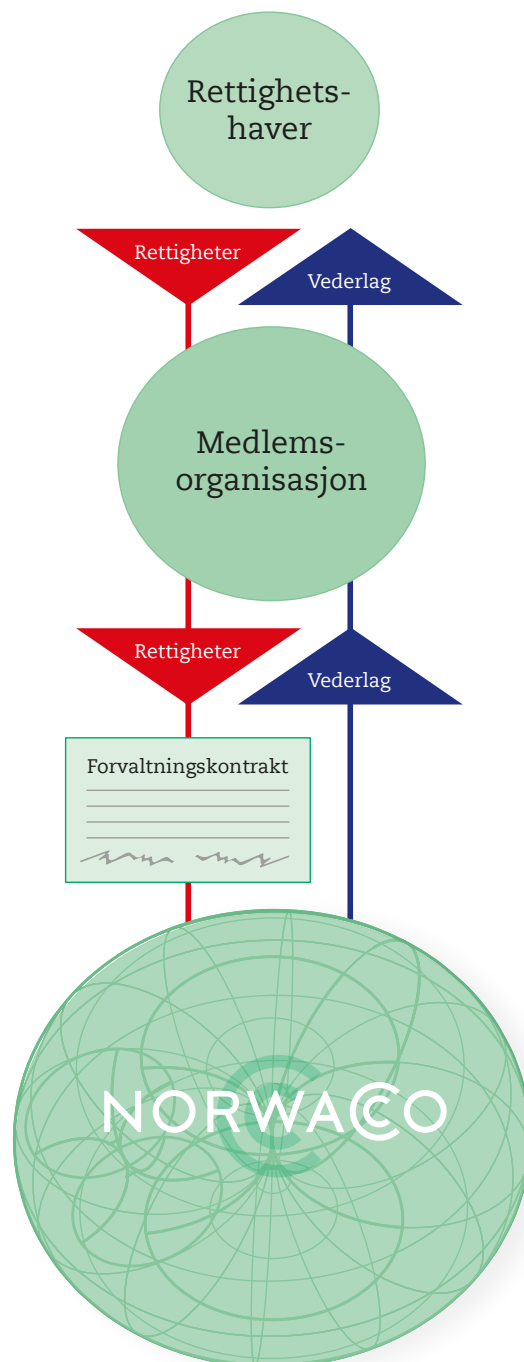 Rettighets-
haver
Rettigheter
Vederlag
Medlems-
organisasjon
Rettigheter
Vederlag
Forvaltningskontrakt
NORWACO